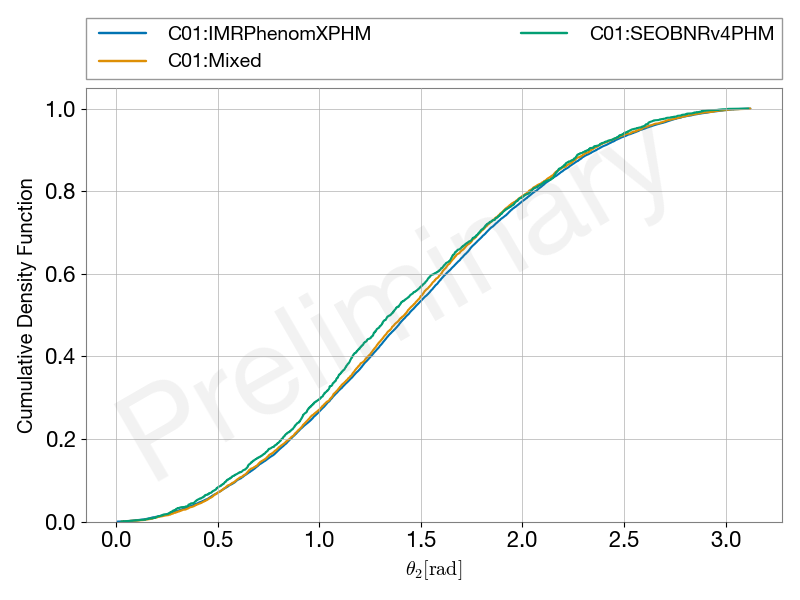 C01:IMRPhenomXPHM
C01:Mixed
C01:SEOBNRv4PHM
Cumulative Density Function
1.0
0.8
0.6
0.4
0.2
0.0
Preliminary
0.0 0.5 1.0 1.5 2.0 2.5 3.0
θ₂[rad]